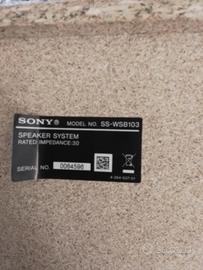 SONY® MODEL NO. SS-WSB103
SPEAKER SYSTEM
RATED IMPEDANCE:3Ω
SERIAL NO. 0064596